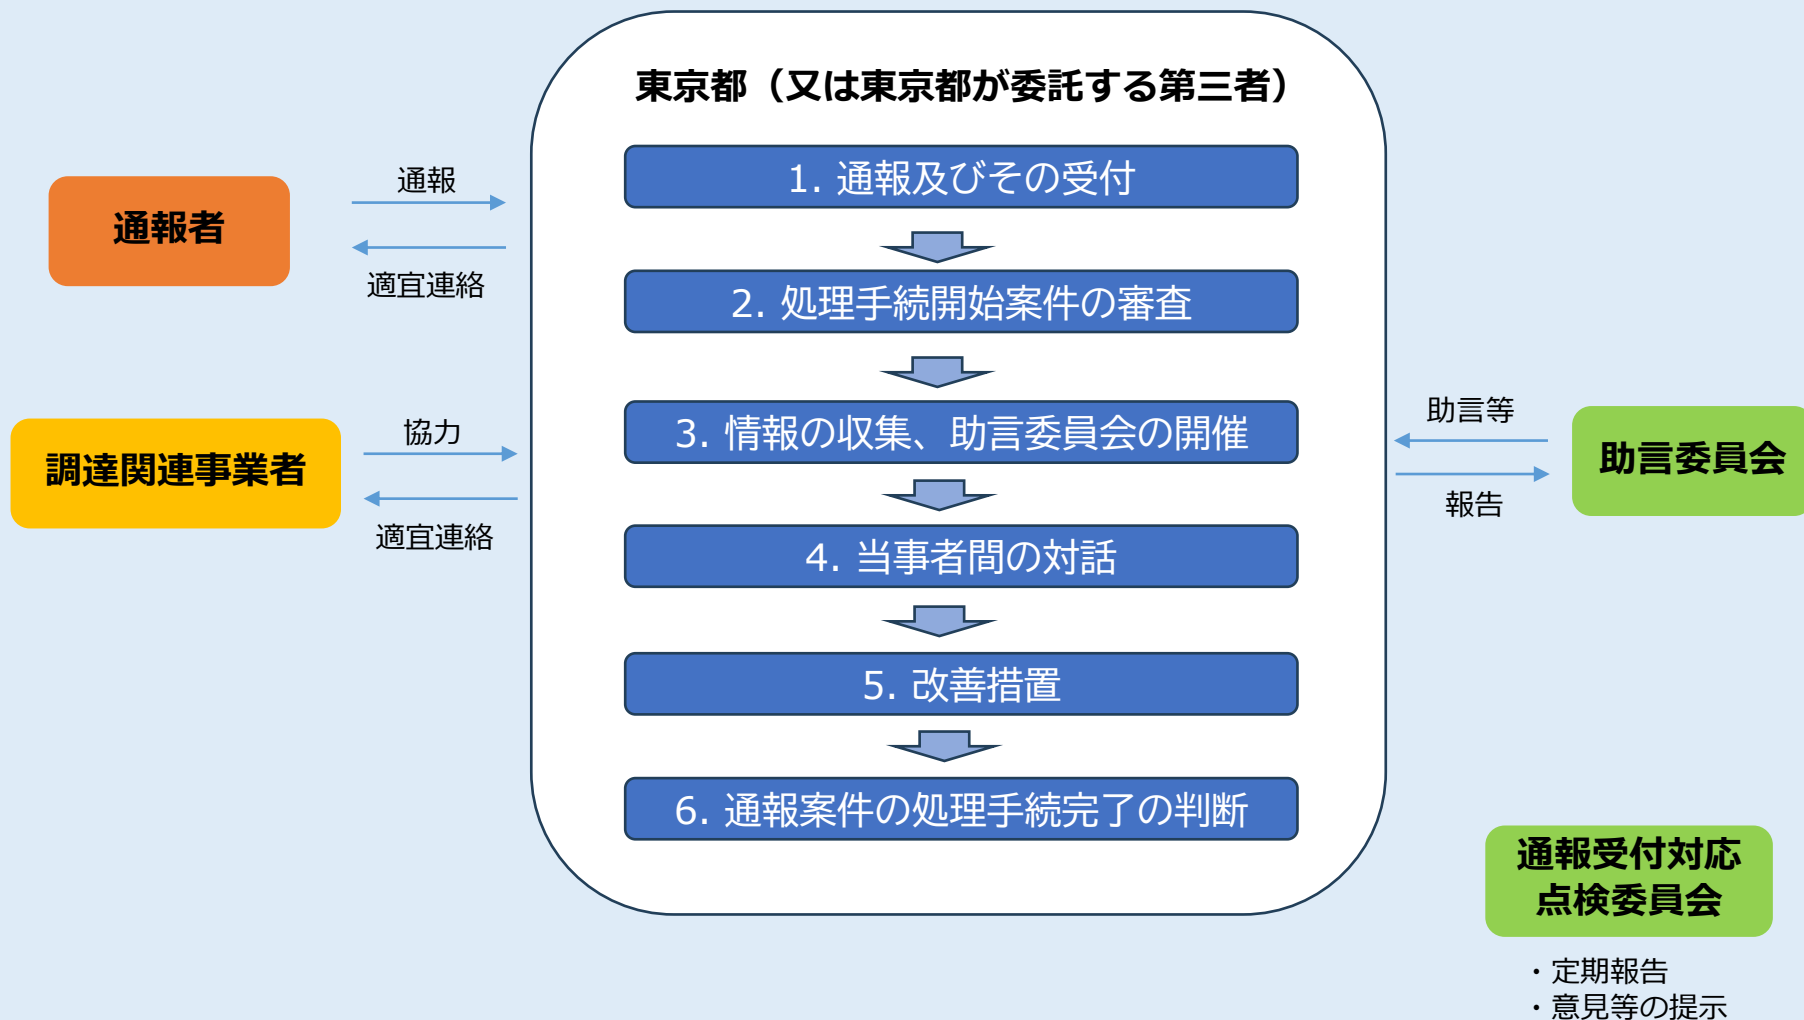 東京都（又は東京都が委託する第三者）
1. 通報及びその受付
2. 処理手続開始案件の審査
3. 情報の収集、助言委員会の開催
4. 当事者間の対話
5. 改善措置
6. 通報案件の処理手続完了の判断
通報者
通報
適宜連絡
調達関連事業者
協力
適宜連絡
助言等
報告
助言委員会
通報受付対応
点検委員会
・定期報告
・意見等の提示